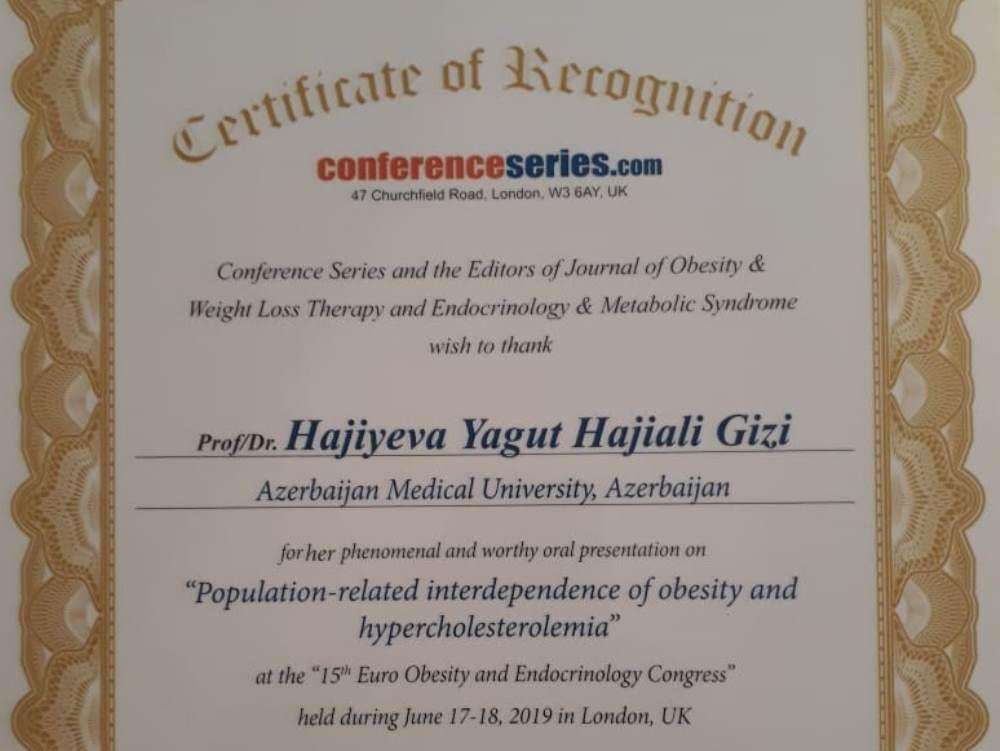 Certificate of Recognition
conferenceseries.com
47 Churchfield Road, London, W3 6AY, UK
Conference Series and the Editors of Journal of Obesity &
Weight Loss Therapy and Endocrinology & Metabolic Syndrome
wish to thank
Prof/Dr. Hajiyeva Yagut Hajiali Gizi
Azerbaijan Medical University, Azerbaijan
for her phenomenal and worthy oral presentation on
“Population-related interdependence of obesity and
hypercholesterolemia”
at the “15th Euro Obesity and Endocrinology Congress”
held during June 17-18, 2019 in London, UK